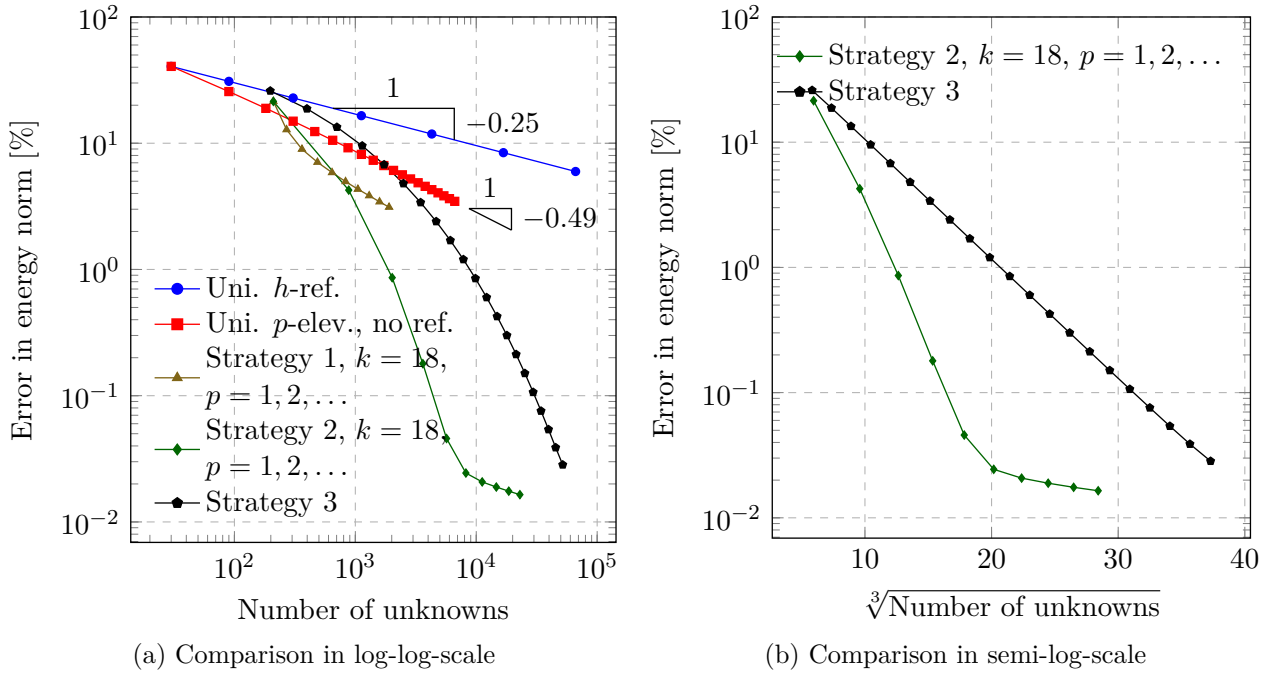 10^2
10^1
10^0
10^−1
10^−2
Error in energy norm [%]
1
−0.25
1
−0.49
Uni. h-ref.
Uni. p-elev., no ref.
Strategy 1, k = 18,
p = 1, 2, . . .
Strategy 2, k = 18,
p = 1, 2, . . .
Strategy 3
10^2 10^3 10^4 10^5
Number of unknowns
(a) Comparison in log-log-scale
10^2
10^1
10^0
10^−1
10^−2
Error in energy norm [%]
Strategy 2, k = 18, p = 1, 2, . . .
Strategy 3
10 20 30 40
∛Number of unknowns
(b) Comparison in semi-log-scale